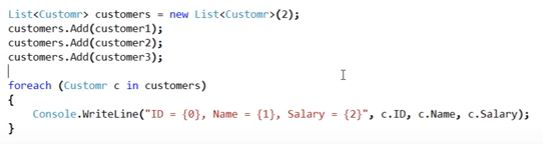 List<Customr> customers = new List<Customr>(2);
customers.Add(customer1);
customers.Add(customer2);
customers.Add(customer3);
foreach (Customr c in customers)
{
Console.WriteLine("ID = {0}, Name = {1}, Salary = {2}", c.ID, c.Name, c.Salary);
}